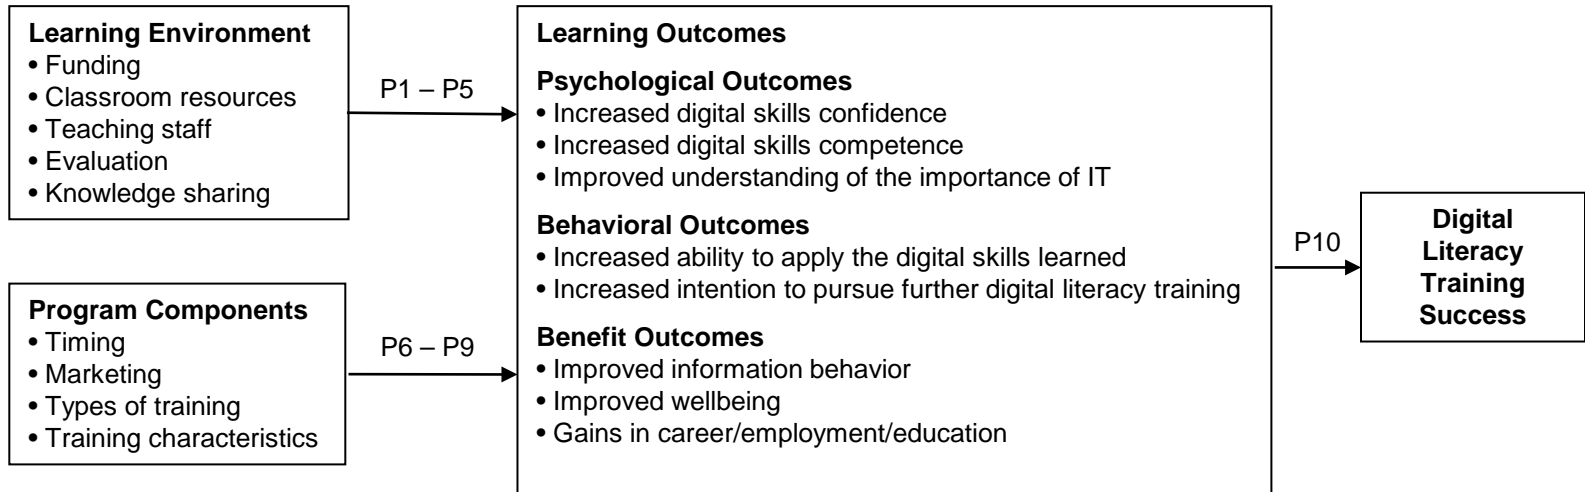 Learning Environment
• Funding
• Classroom resources
• Teaching staff
• Evaluation
• Knowledge sharing
P1 – P5
Program Components
• Timing
• Marketing
• Types of training
• Training characteristics
P6 – P9
Learning Outcomes
Psychological Outcomes
• Increased digital skills confidence
• Increased digital skills competence
• Improved understanding of the importance of IT
Behavioral Outcomes
• Increased ability to apply the digital skills learned
• Increased intention to pursue further digital literacy training
Benefit Outcomes
• Improved information behavior
• Improved wellbeing
• Gains in career/employment/education
P10
Digital
Literacy
Training
Success